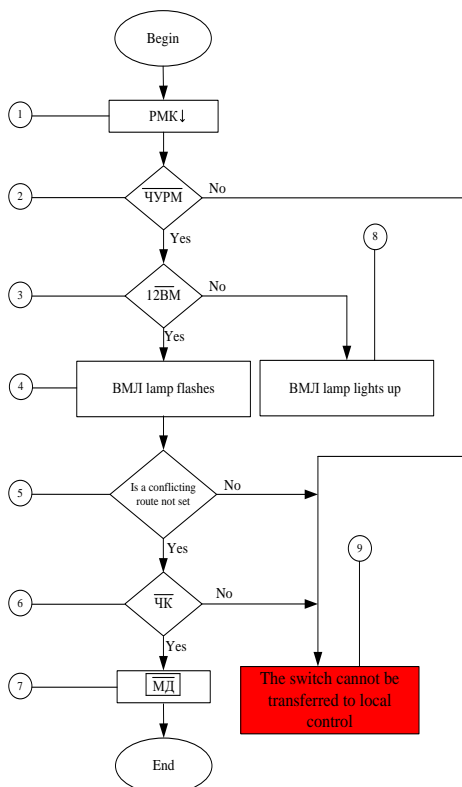 Begin
1
РМК↓
2
ЧУРМ
No
Yes
8
3
12ВМ
No
Yes
4
ВМЛ lamp flashes
ВМЛ lamp lights up
5
Is a conflicting
route not set
No
Yes
9
6
ЧК
No
Yes
7
МД
The switch cannot be
transferred to local
control
End